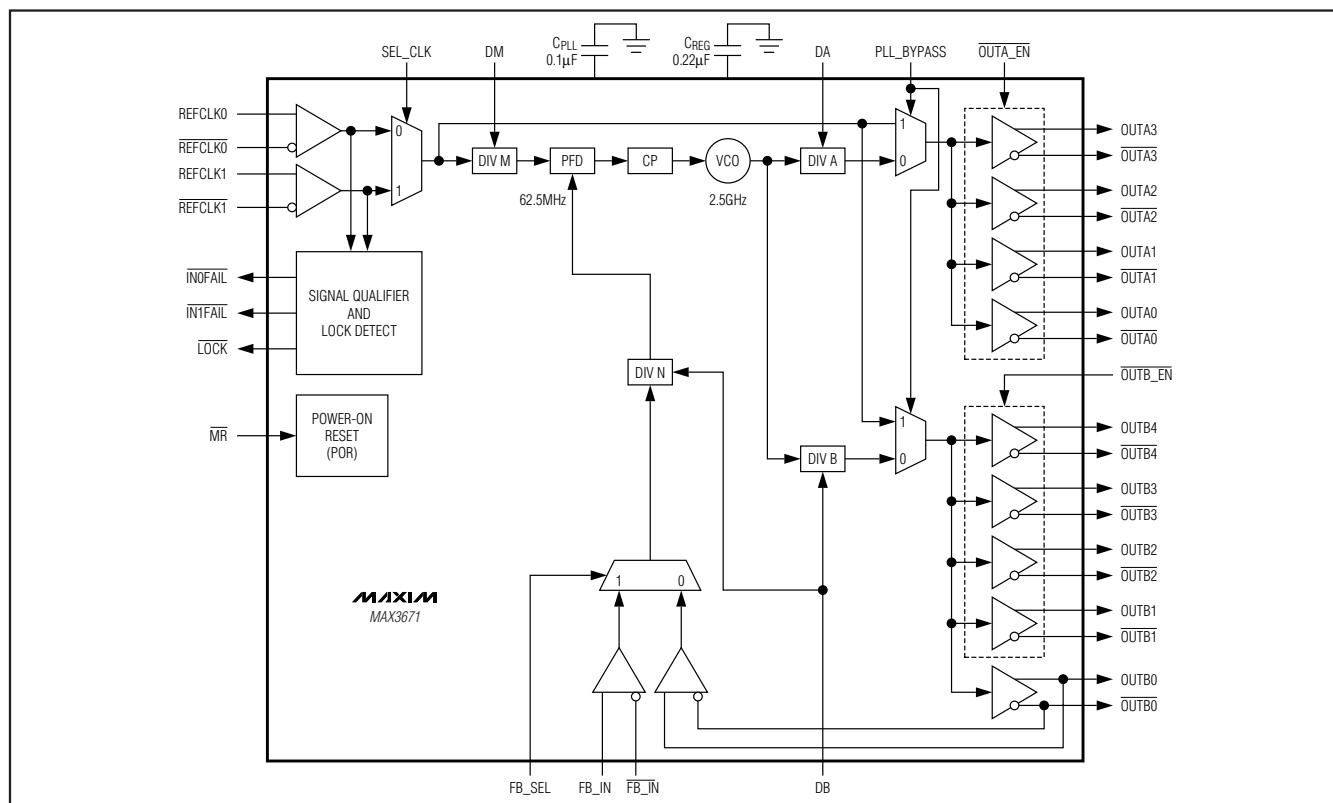 SEL_CLK
DM
CPLL
0.1µF
CREG
0.22µF
DA
PLL_BYPASS
OUTA_EN
REFCLK0
REFCLK0
REFCLK1
REFCLK1
0
1
DIV M
PFD
62.5MHz
CP
VCO
2.5GHz
DIV A
1
0
OUTA3
OUTA3
OUTA2
OUTA2
OUTA1
OUTA1
OUTA0
OUTA0
IN0FAIL
IN1FAIL
LOCK
SIGNAL QUALIFIER
AND
LOCK DETECT
MR
POWER-ON
RESET
(POR)
DIV N
DIV B
1
0
OUTB_EN
OUTB4
OUTB4
OUTB3
OUTB3
OUTB2
OUTB2
OUTB1
OUTB1
OUTB0
OUTB0
MAXIM
MAX3671
1 0
FB_SEL
FB_IN
FB_IN
DB